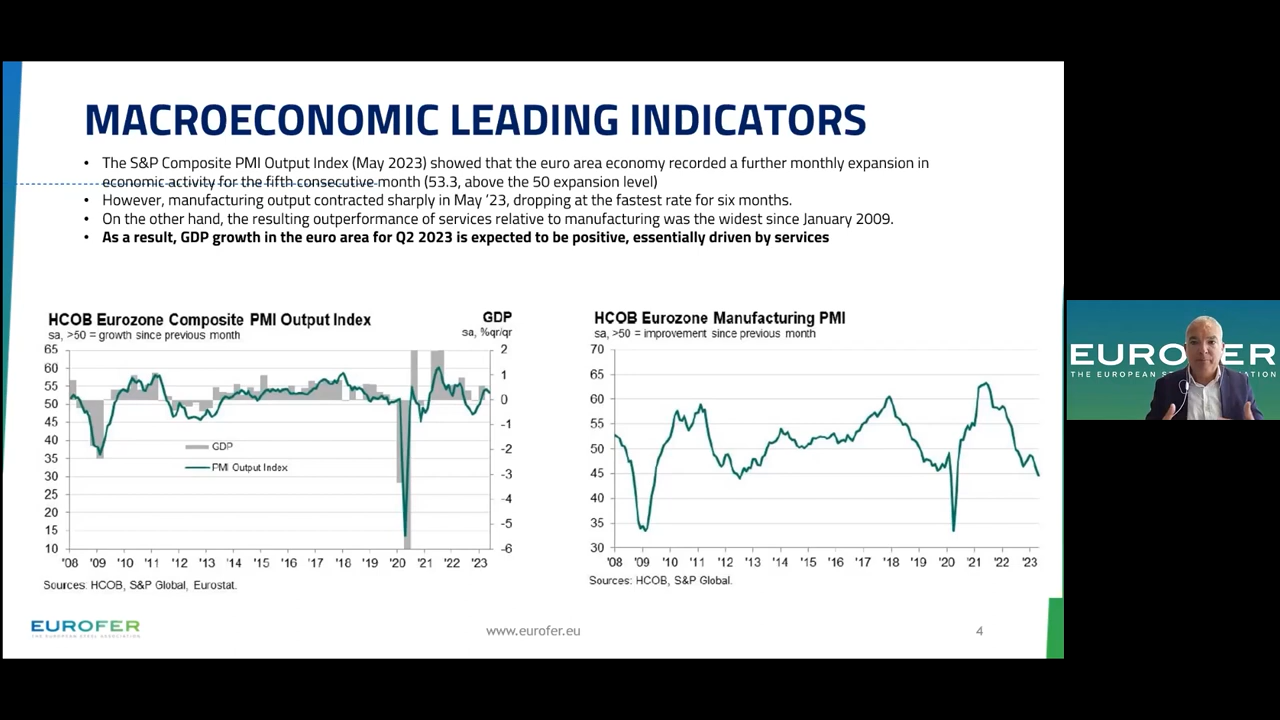 MACROECONOMIC LEADING INDICATORS
• The S&P Composite PMI Output Index (May 2023) showed that the euro area economy recorded a further monthly expansion in
economic activity for the fifth consecutive month (53.3, above the 50 expansion level)
• However, manufacturing output contracted sharply in May ‘23, dropping at the fastest rate for six months.
• On the other hand, the resulting outperformance of services relative to manufacturing was the widest since January 2009.
• As a result, GDP growth in the euro area for Q2 2023 is expected to be positive, essentially driven by services
HCOB Eurozone Composite PMI Output Index
GDP
sa, >50 = growth since previous month
sa, %qr/qr
65
60
55
50
45
40
35
30
25
20
15
10
2
1
0
-1
-2
-3
-4
-5
-6
GDP
PMI Output Index
'08 '09 '10 '11 '12 '13 '14 '15 '16 '17 '18 '19 '20 '21 '22 '23
Sources: HCOB, S&P Global, Eurostat.
HCOB Eurozone Manufacturing PMI
sa, >50 = improvement since previous month
70
65
60
55
50
45
40
35
30
'08 '09 '10 '11 '12 '13 '14 '15 '16 '17 '18 '19 '20 '21 '22 '23
Sources: HCOB, S&P Global.
EUROFER
THE EUROPEAN STEEL ASSOCIATION
www.eurofer.eu
4
EUROFER
THE EUROPEAN STEEL ASSOCIATION